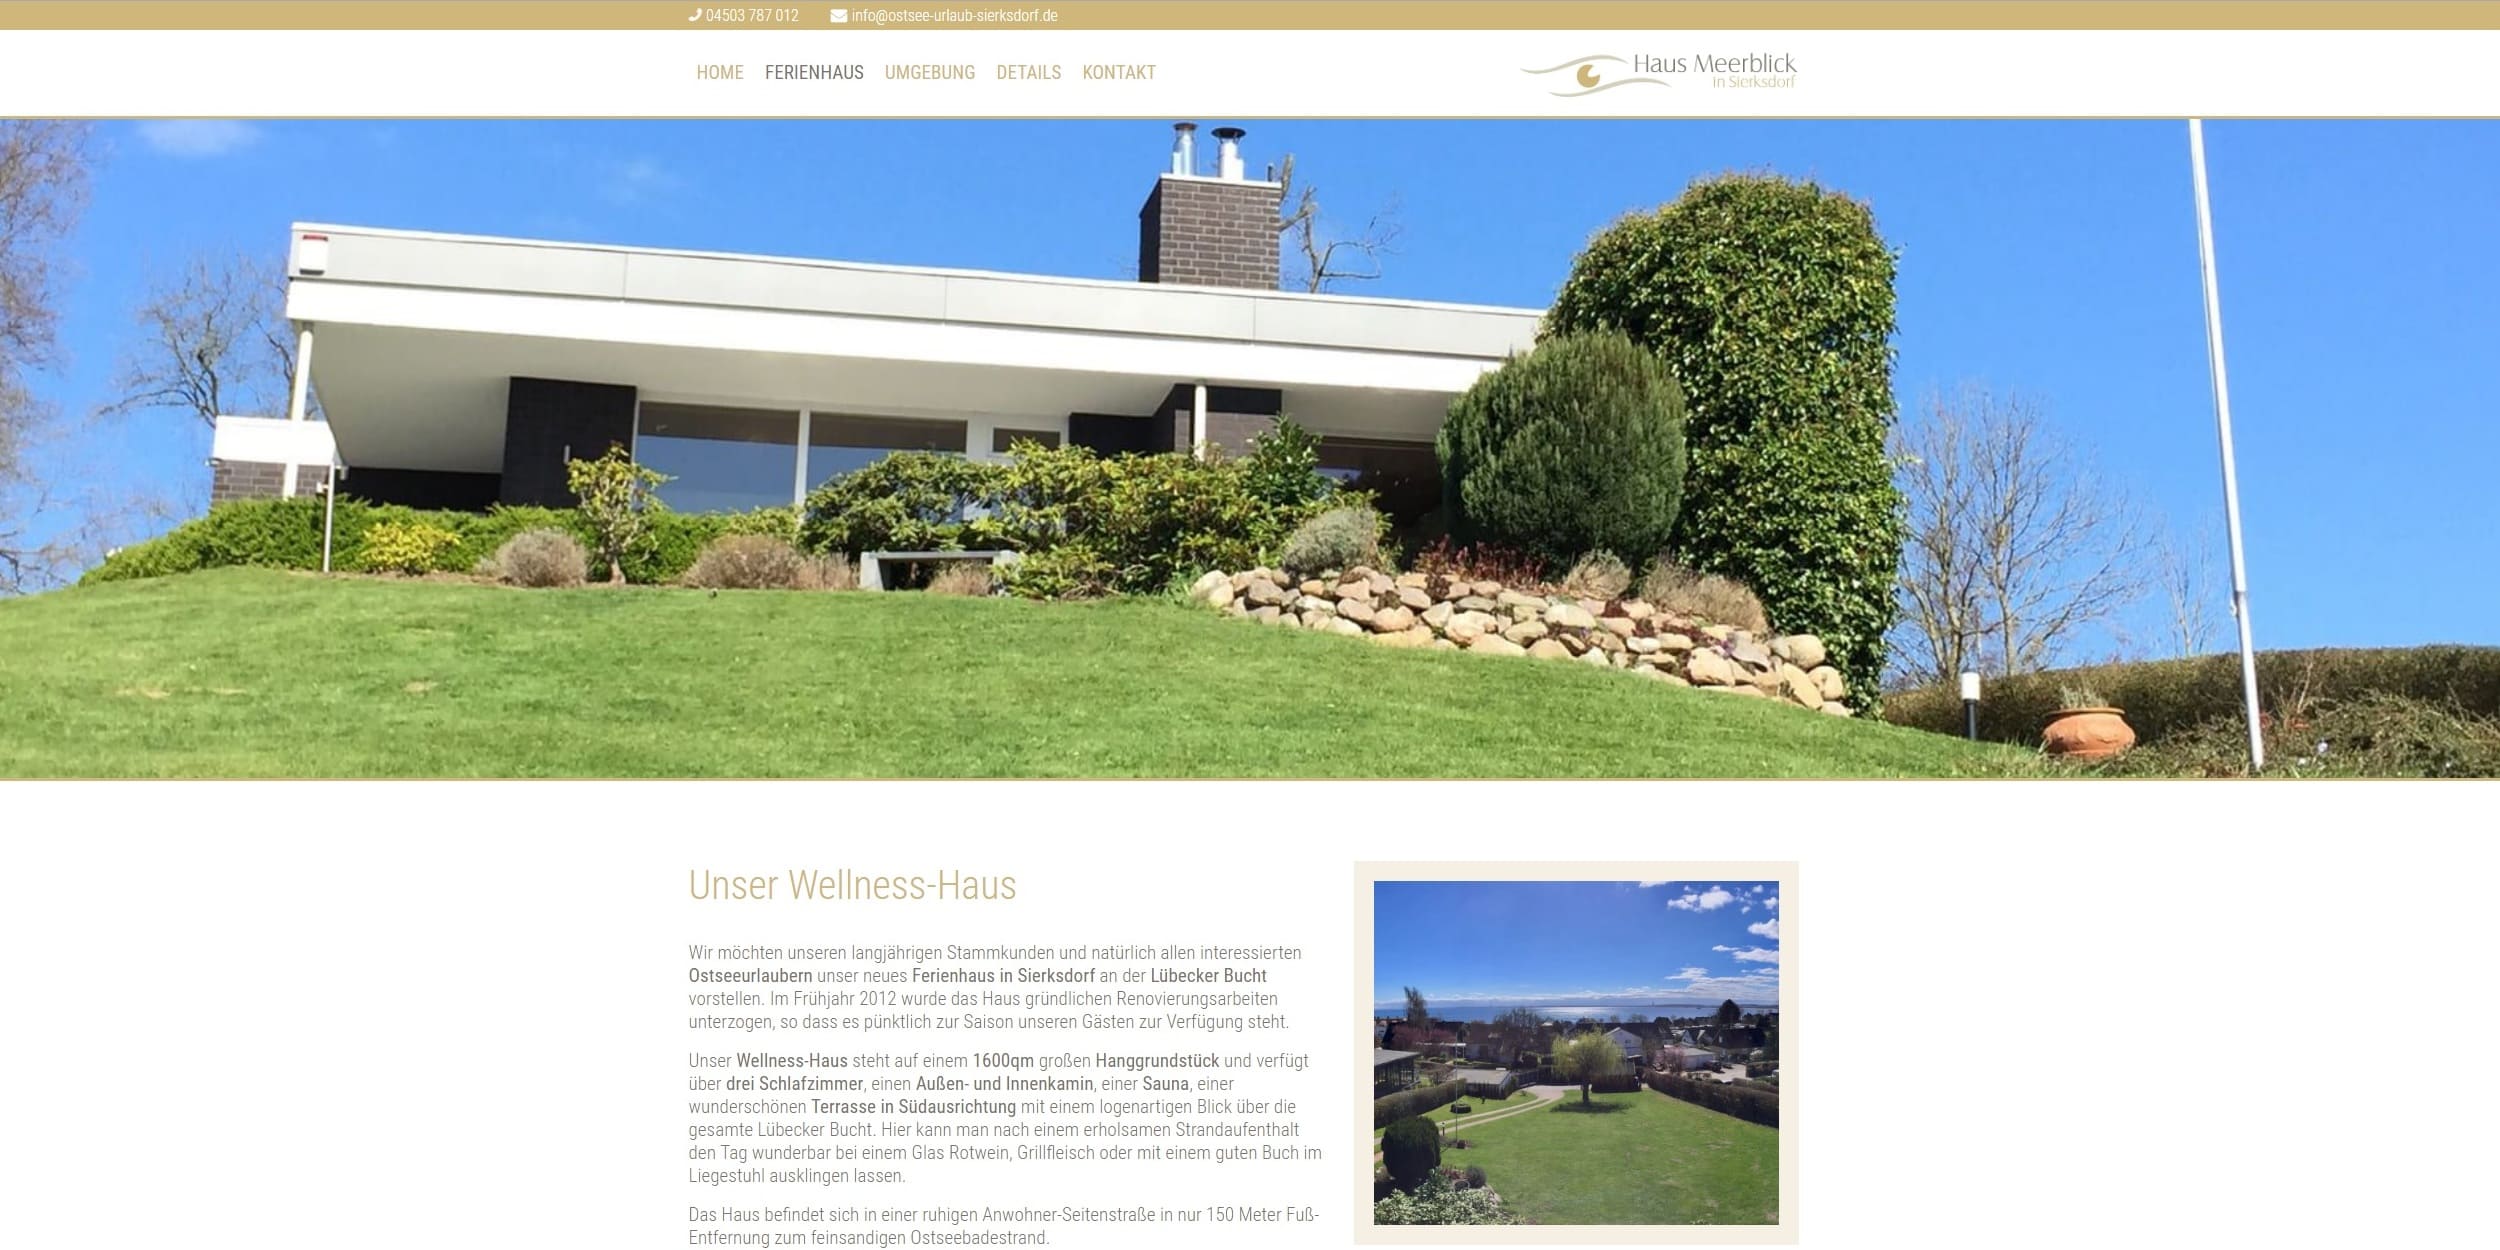 04503 787 012 info@ostsee-urlaub-sierksdorf.de
HOME FERIENHAUS UMGEBUNG DETAILS KONTAKT
Haus Meerblick
in Sierksdorf
Unser Wellness-Haus
Wir möchten unseren langjährigen Stammkunden und natürlich allen interessierten
Ostseeurlaubern unser neues Ferienhaus in Sierksdorf an der Lübecker Bucht
vorstellen. Im Frühjahr 2012 wurde das Haus gründlichen Renovierungsarbeiten
unterzogen, so dass es pünktlich zur Saison unseren Gästen zur Verfügung steht.
Unser Wellness-Haus steht auf einem 1600qm großen Hanggrundstück und verfügt
über drei Schlafzimmer, einen Außen- und Innenkamin, einer Sauna, einer
wunderschönen Terrasse in Südausrichtung mit einem logenartigen Blick über die
gesamte Lübecker Bucht. Hier kann man nach einem erholsamen Strandaufenthalt
den Tag wunderbar bei einem Glas Rotwein, Grillfleisch oder mit einem guten Buch im
Liegestuhl ausklingen lassen.
Das Haus befindet sich in einer ruhigen Anwohner-Seitenstraße in nur 150 Meter Fuß-
Entfernung zum feinsandigen Ostseebadestrand.